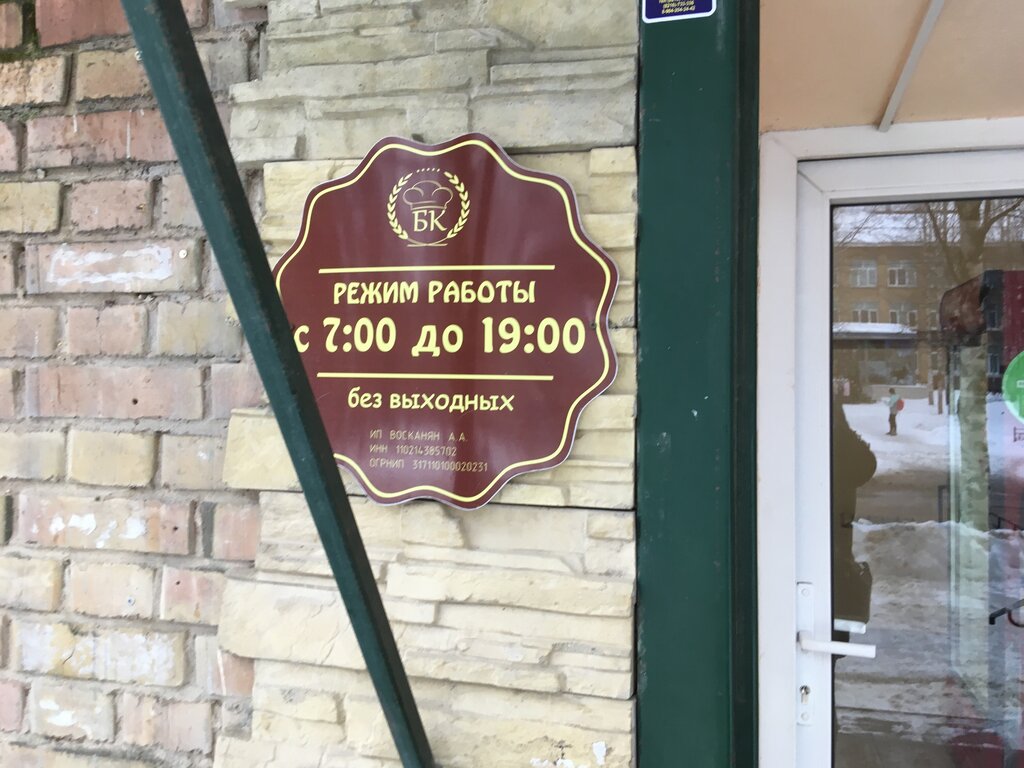 БК
РЕЖИМ РАБОТЫ
с 7:00 до 19:00
без выходных
ИП ВОСКАНЯН А.А.
ИНН 110214385702
ОГРНИП 317110100020231